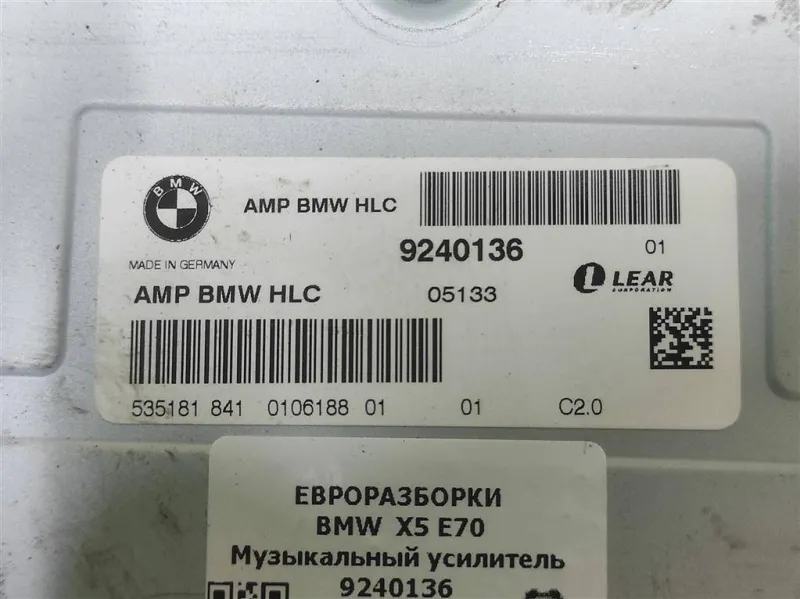 BMW
AMP BMW HLC
9240136 01
MADE IN GERMANY
LEAR
CORPORATION
AMP BMW HLC 05133
535181 841 0106188 01 01 C2.0
ЕВРОРАЗБОРКИ
BMW X5 E70
Музыкальный усилитель
9240136